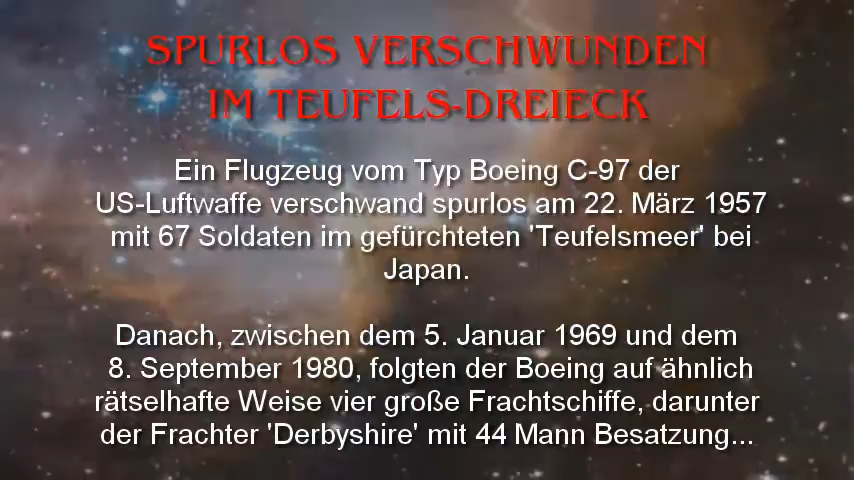 SPURLOS VERSCHWUNDEN
IM TEUFELS-DREIECK
Ein Flugzeug vom Typ Boeing C-97 der
US-Luftwaffe verschwand spurlos am 22. März 1957
mit 67 Soldaten im gefürchteten 'Teufelsmeer' bei
Japan.
Danach, zwischen dem 5. Januar 1969 und dem
8. September 1980, folgten der Boeing auf ähnlich
rätselhafte Weise vier große Frachtschiffe, darunter
der Frachter 'Derbyshire' mit 44 Mann Besatzung...